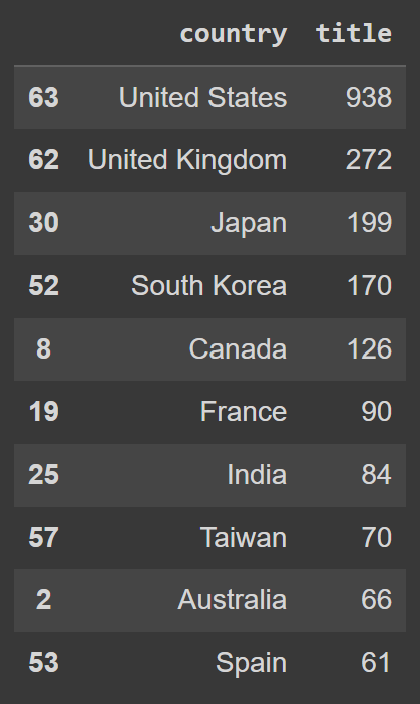 country title
63 United States 938
62 United Kingdom 272
30 Japan 199
52 South Korea 170
8 Canada 126
19 France 90
25 India 84
57 Taiwan 70
2 Australia 66
53 Spain 61